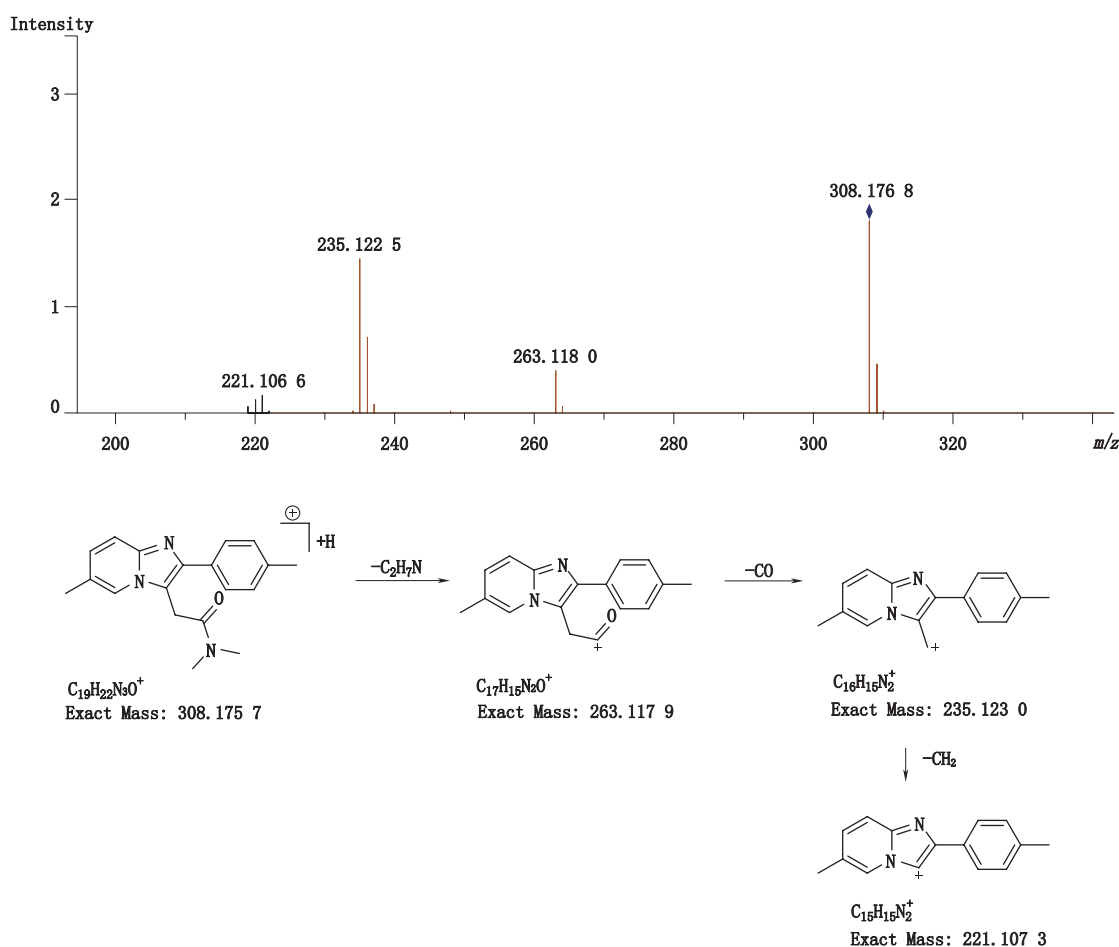 Intensity
3
2
1
0
308.176 8
235.122 5
263.118 0
221.106 6
200 220 240 260 280 300 320 m/z
+
+H
N
N
O
N
−C₂H₇N
N
N
O
+
−CO
N
N
+
C₁₉H₂₂N₃O⁺
Exact Mass: 308.175 7
C₁₇H₁₅N₂O⁺
Exact Mass: 263.117 9
C₁₆H₁₅N₂⁺
Exact Mass: 235.123 0
−CH₂
N
N
+
C₁₅H₁₅N₂⁺
Exact Mass: 221.107 3